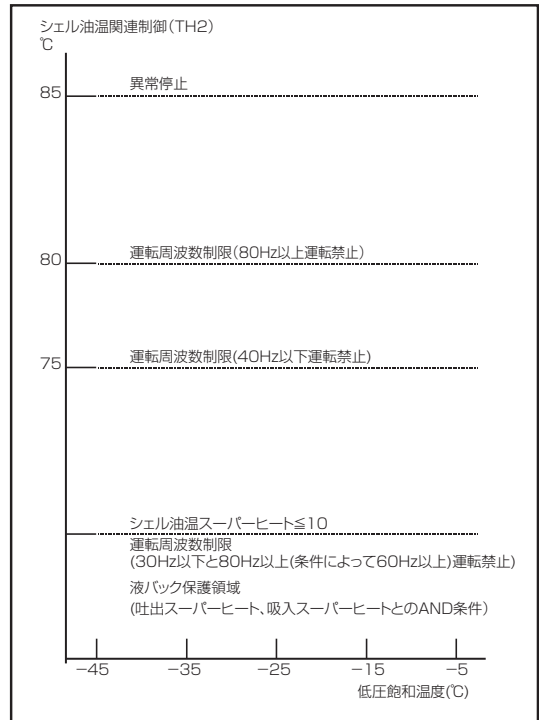 シェル油温関連制御(TH2)
℃
85
異常停止
80
運転周波数制限(80Hz以上運転禁止)
75
運転周波数制限(40Hz以下運転禁止)
シェル油温スーパーヒート≦10
運転周波数制限
(30Hz以下と80Hz以上(条件によって60Hz以上)運転禁止)
液バック保護領域
(吐出スーパーヒート、吸入スーパーヒートとのAND条件)
−45 −35 −25 −15 −5
低圧飽和温度(℃)